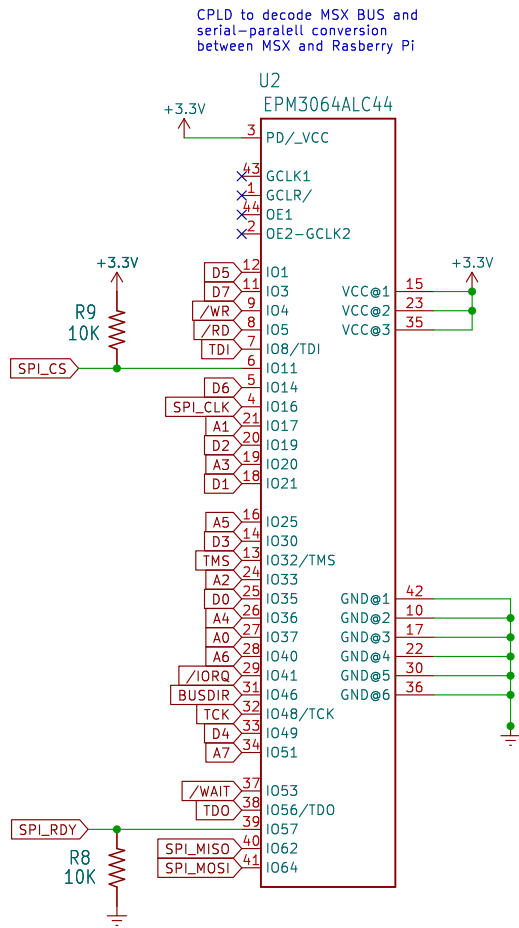 CPLD to decode MSX BUS and
serial-paralell conversion
between MSX and Rasberry Pi
U2
EPM3064ALC44
+3.3V
3 PD/_VCC
43 GCLK1
1 GCLR/
44 OE1
2 OE2-GCLK2
+3.3V
+3.3V
D5 12 IO1
D7 11 IO3 VCC@1 15
/WR 9 IO4 VCC@2 23
/RD 8 IO5 VCC@3 35
R9
10K
TDI 7 IO8/TDI
SPI_CS 6 IO11
D6 5 IO14
SPI_CLK 4 IO16
A1 21 IO17
D2 20 IO19
A3 19 IO20
D1 18 IO21
A5 16 IO25
D3 14 IO30
TMS 13 IO32/TMS
A2 24 IO33
D0 25 IO35 GND@1 42
A4 26 IO36 GND@2 10
A0 27 IO37 GND@3 17
A6 28 IO40 GND@4 22
/IORQ 29 IO41 GND@5 30
BUSDIR 31 IO46 GND@6 36
TCK 32 IO48/TCK
D4 33 IO49
A7 34 IO51
/WAIT 37 IO53
TDO 38 IO56/TDO
SPI_RDY 39 IO57
SPI_MISO 40 IO62
SPI_MOSI 41 IO64
R8
10K